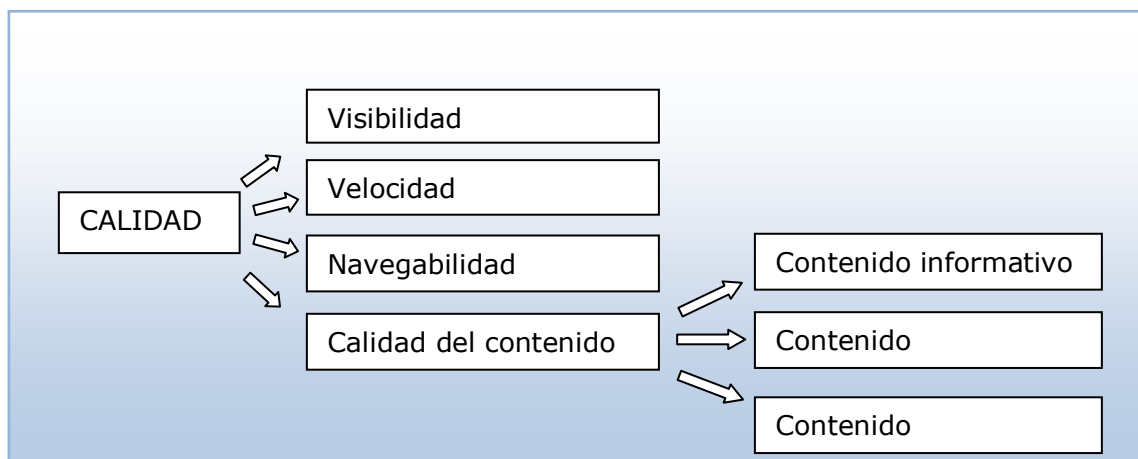 CALIDAD
Visibilidad
Velocidad
Navegabilidad
Calidad del contenido
Contenido informativo
Contenido
Contenido